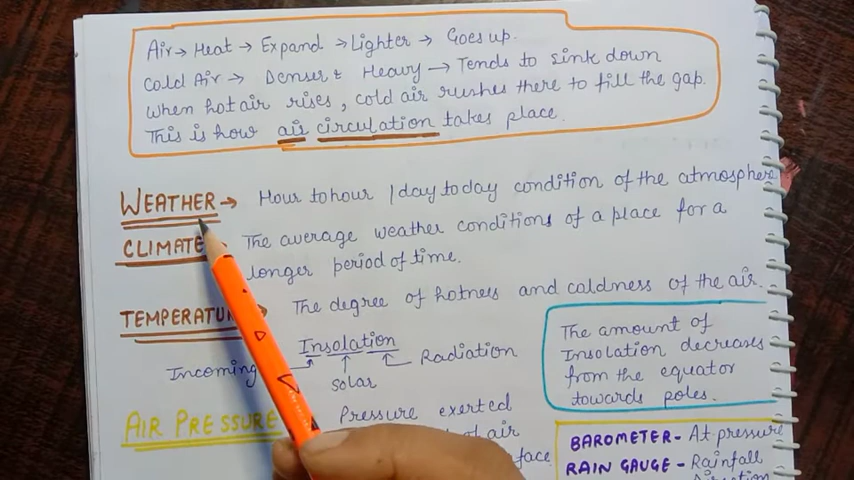 Air → Heat → Expand → Lighter → Goes up.
Cold Air → Denser & Heavy → Tends to sink down
When hot air rises, cold air rushes there to fill the gap.
This is how air circulation takes place.
WEATHER → Hour to hour / day to day condition of the atmosphere
CLIMATE The average weather conditions of a place for a
longer period of time.
TEMPERATU The degree of hotness and coldness of the air.
Insolation
Incoming
Solar
Radiation
The amount of
Insolation decreases
from the equator
towards poles.
AIR PRESSURE Pressure exerted
of air
face
BAROMETER - At pressure
RAIN GAUGE - Rainfall